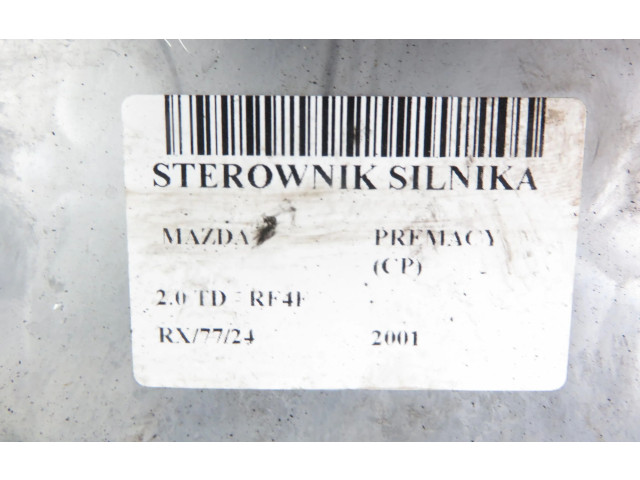 STEROWNIK SILNIKA
MAZDA PREMACY
(CP)
2.0 TD RF4F
RX/77/24 2001